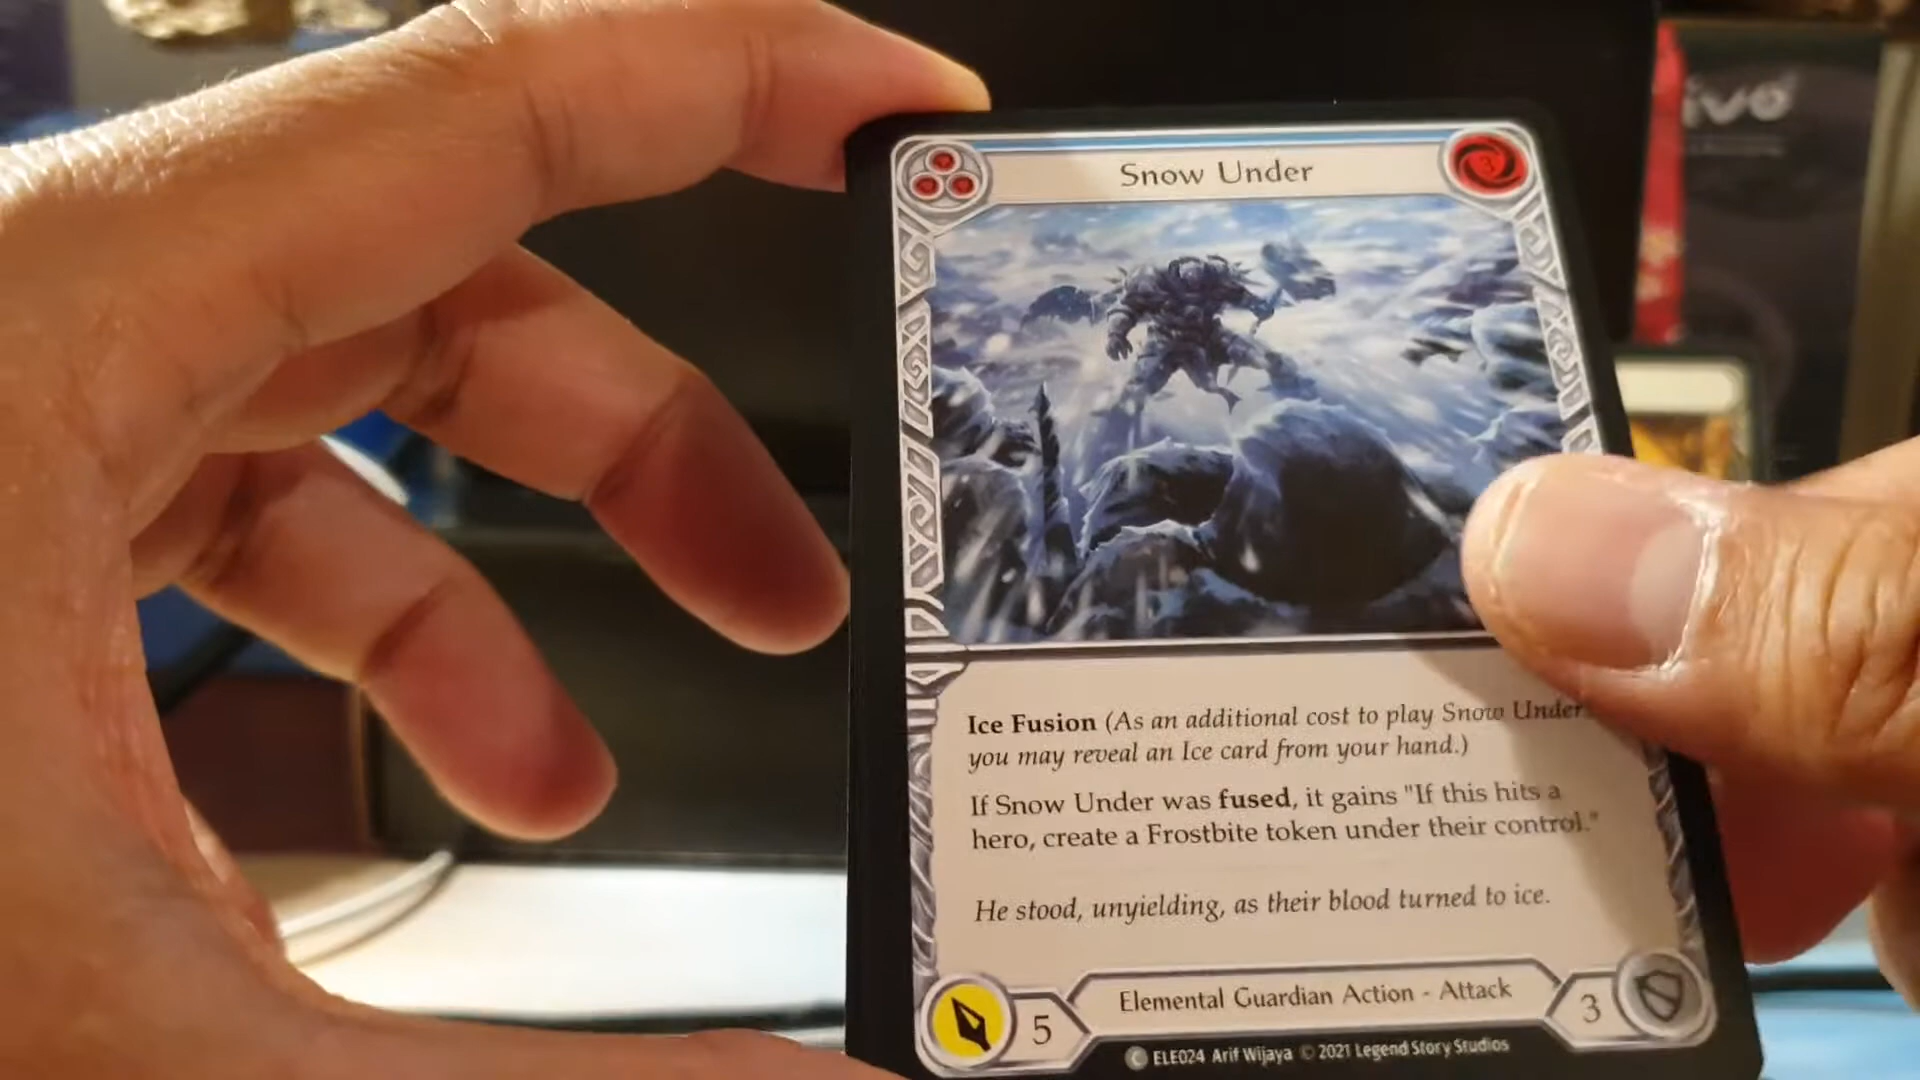 ivo
Snow Under
3
Ice Fusion (As an additional cost to play Snow Under
you may reveal an Ice card from your hand.)
If Snow Under was fused, it gains "If this hits a
hero, create a Frostbite token under their control."
He stood, unyielding, as their blood turned to ice.
5
Elemental Guardian Action - Attack
3
C ELE024 Arif Wijaya © 2021 Legend Story Studios